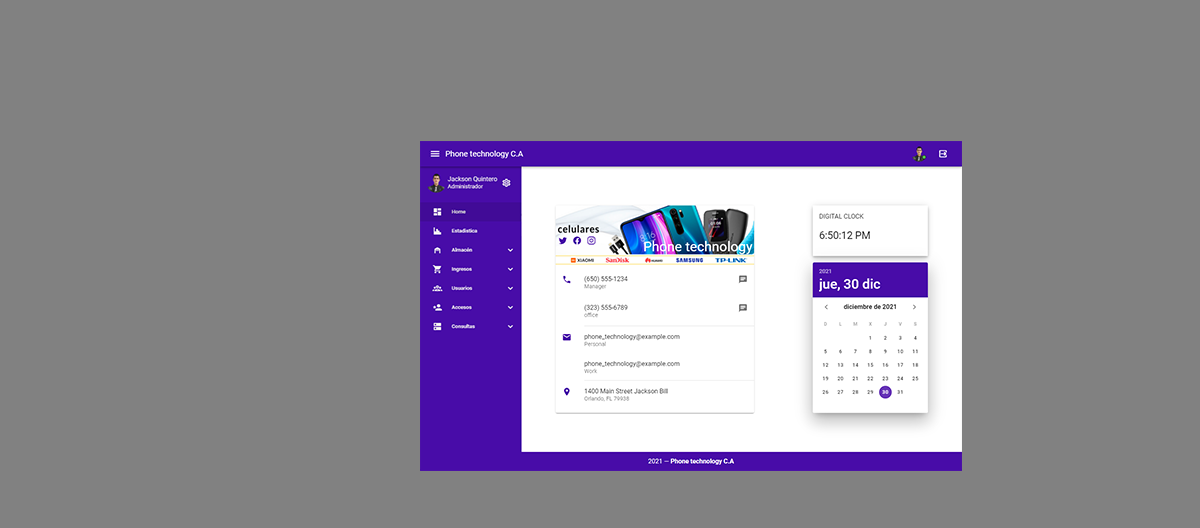 Phone technology C.A
Jackson Quintero
Administrador
Home
Estadística
Almacén
Ingresos
Usuarios
Accesos
Consultas
celulares
Phone technology
XIAOMI SanDisk HUAWEI SAMSUNG TP-LINK
(650) 555-1234
Manager
(323) 555-6789
office
phone_technology@example.com
Personal
phone_technology@example.com
Work
1400 Main Street Jackson Bill
Orlando, FL 79938
DIGITAL CLOCK
6:50:12 PM
2021
jue, 30 dic
diciembre de 2021
D L M X J V S
1 2 3 4
5 6 7 8 9 10 11
12 13 14 15 16 17 18
19 20 21 22 23 24 25
26 27 28 29 30 31
2021 — Phone technology C.A